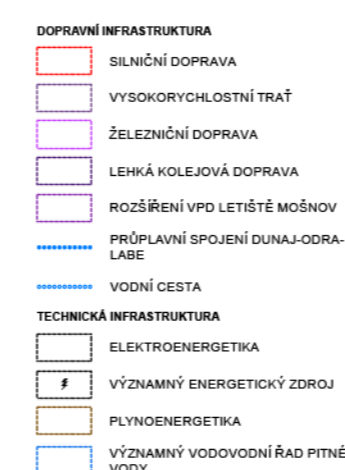 DOPRAVNÍ INFRASTRUKTURA
SILNIČNÍ DOPRAVA
VYSOKORYCHLOSTNÍ TRAŤ
ŽELEZNIČNÍ DOPRAVA
LEHKÁ KOLEJOVÁ DOPRAVA
ROZŠÍŘENÍ VPD LETIŠTĚ MOŠNOV
PRŮPLAVNÍ SPOJENÍ DUNAJ-ODRA-
LABE
VODNÍ CESTA
TECHNICKÁ INFRASTRUKTURA
ELEKTROENERGETIKA
VÝZNAMNÝ ENERGETICKÝ ZDROJ
PLYNOENERGETIKA
VÝZNAMNÝ VODOVODNÍ ŘAD PITNÉ
VODY